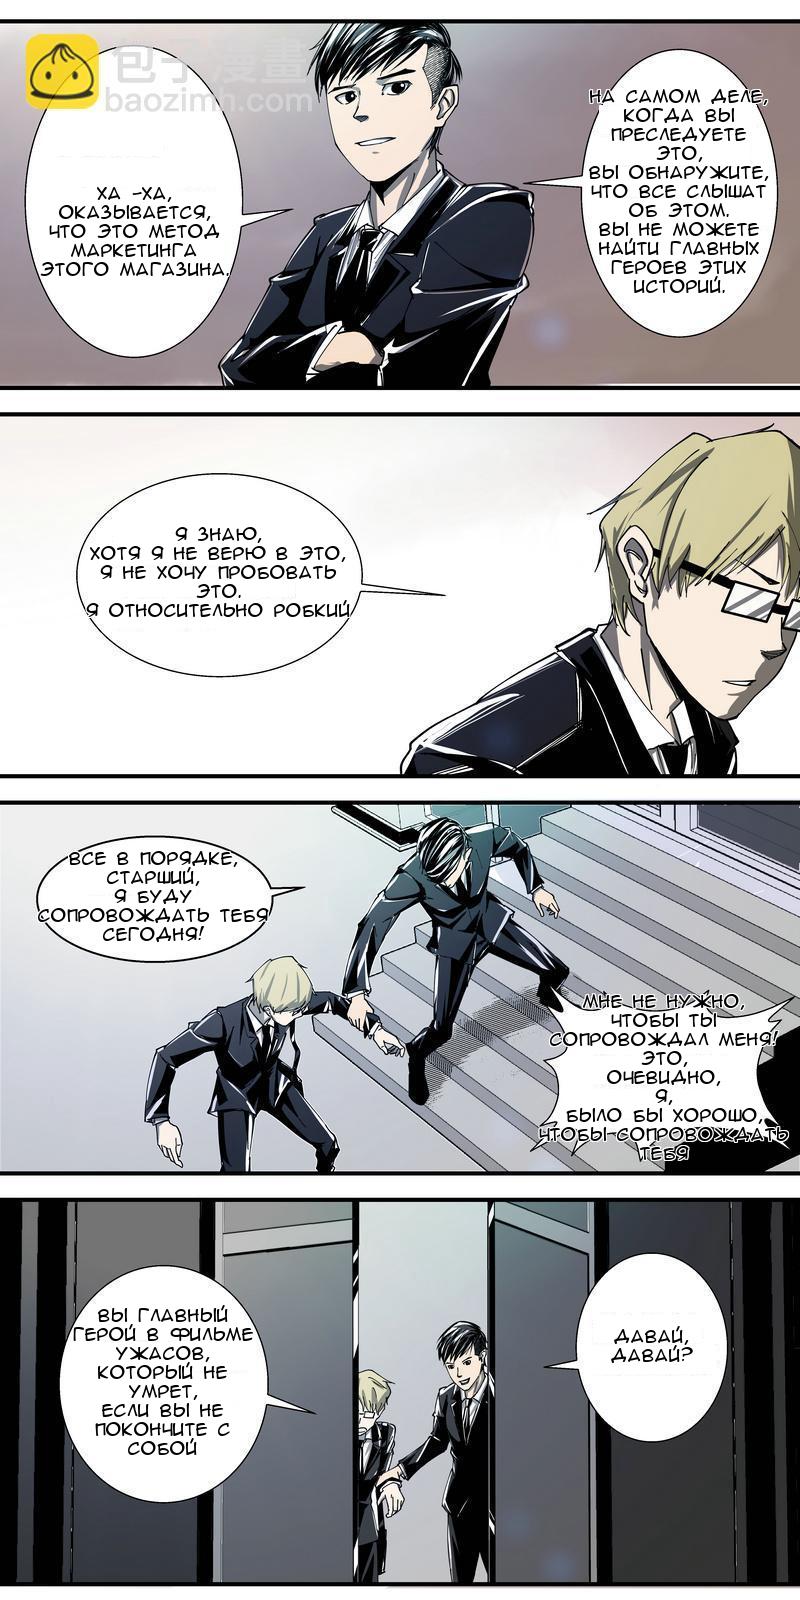 包子漫畫
baozimh.com
ХА -ХА,
ОКАЗЫВАЕТСЯ,
ЧТО ЭТО МЕТОД
МАРКЕТИНГА
ЭТОГО МАГАЗИНА.
НА САМОМ ДЕЛЕ,
КОГДА ВЫ
ПРЕСЛЕДУЕТЕ
ЭТО,
ВЫ ОБНАРУЖИТЕ,
ЧТО ВСЕ СЛЫШАТ
ОБ ЭТОМ.
ВЫ НЕ МОЖЕТЕ
НАЙТИ ГЛАВНЫХ
ГЕРОЕВ ЭТИХ
ИСТОРИЙ.
Я ЗНАЮ,
ХОТЯ Я НЕ ВЕРЮ В ЭТО,
Я НЕ ХОЧУ ПРОБОВАТЬ
ЭТО.
Я ОТНОСИТЕЛЬНО РОБКИЙ
ВСЕ В ПОРЯДКЕ,
СТАРШИЙ,
Я БУДУ
СОПРОВОЖДАТЬ ТЕБЯ
СЕГОДНЯ!
МНЕ НЕ НУЖНО,
ЧТОБЫ ТЫ
СОПРОВОЖДАЛ МЕНЯ!
ЭТО,
ОЧЕВИДНО,
Я,
БЫЛО БЫ ХОРОШО,
ЧТОБЫ СОПРОВОЖДАТЬ
ТЕБЯ
ВЫ ГЛАВНЫЙ
ГЕРОЙ В ФИЛЬМЕ
УЖАСОВ,
КОТОРЫЙ НЕ
УМРЕТ,
ЕСЛИ ВЫ НЕ
ПОКОНЧИТЕ С
СОБОЙ
ДАВАЙ,
ДАВАЙ?